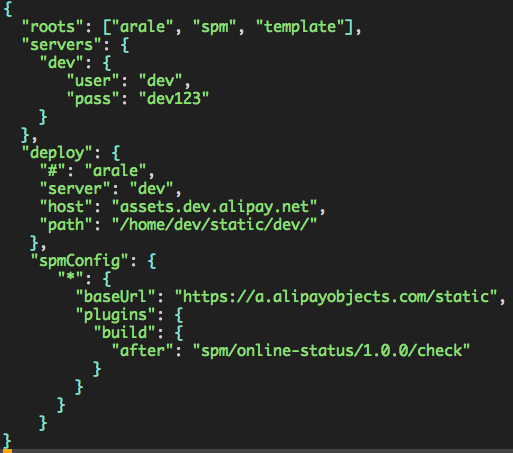 {
  "roots": ["arale", "spm", "template"],
  "servers": {
    "dev": {
       "user": "dev",
       "pass": "dev123"
    }
  },
  "deploy": {
    "#": "arale",
    "server": "dev",
    "host": "assets.dev.alipay.net",
    "path": "/home/dev/static/dev/"
   },
   "spmConfig": {
      "*": {
        "baseUrl": "https://a.alipayobjects.com/static",
        "plugins": {
          "build": {
            "after": "spm/online-status/1.0.0/check"
          }
        }
      }
    }
}